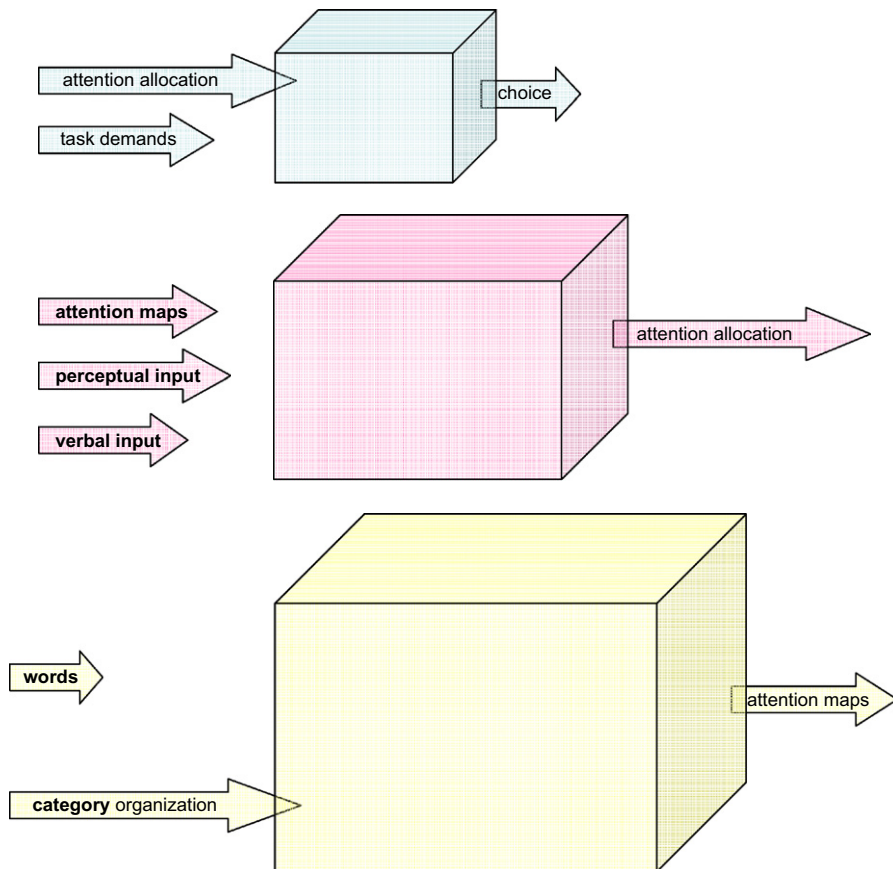 attention allocation
choice
task demands
attention maps
attention allocation
perceptual input
verbal input
words
attention maps
category organization